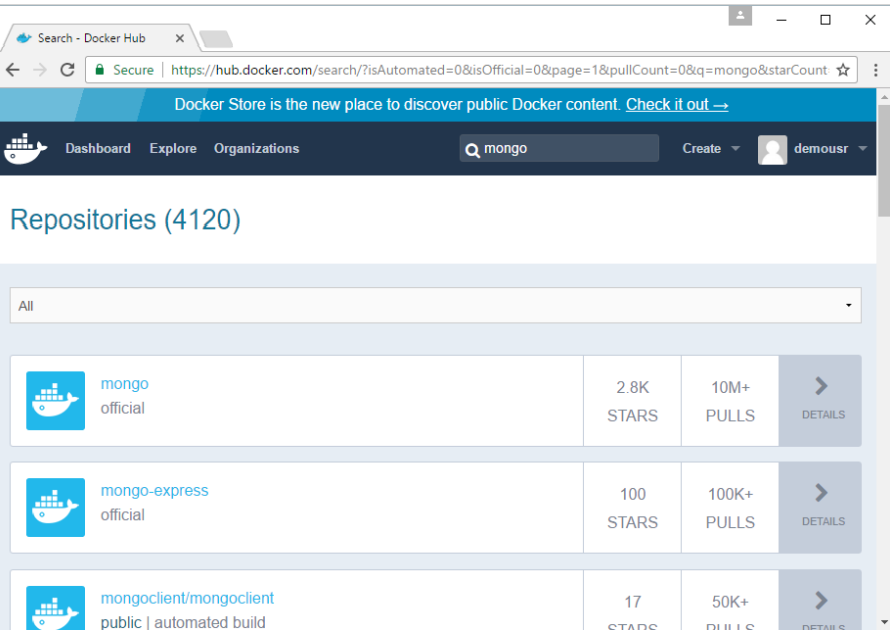 Search - Docker Hub
Secure | https://hub.docker.com/search/?isAutomated=0&isOfficial=0&page=1&pullCount=0&q=mongo&starCount
Docker Store is the new place to discover public Docker content. Check it out →
Dashboard Explore Organizations mongo Create demousr
Repositories (4120)
All
mongo
official
2.8K
STARS
10M+
PULLS
DETAILS
mongo-express
official
100
STARS
100K+
PULLS
DETAILS
mongoclient/mongoclient
public | automated build
17
STARS
50K+
PULLS
DETAILS